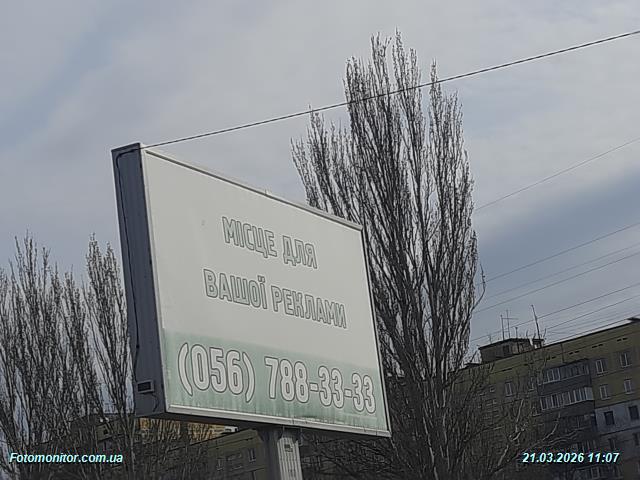 МІСЦЕ ДЛЯ
ВАШОЇ РЕКЛАМИ
(056) 788-33-33
Fotomonitor.com.ua
21.03.2026 11:07